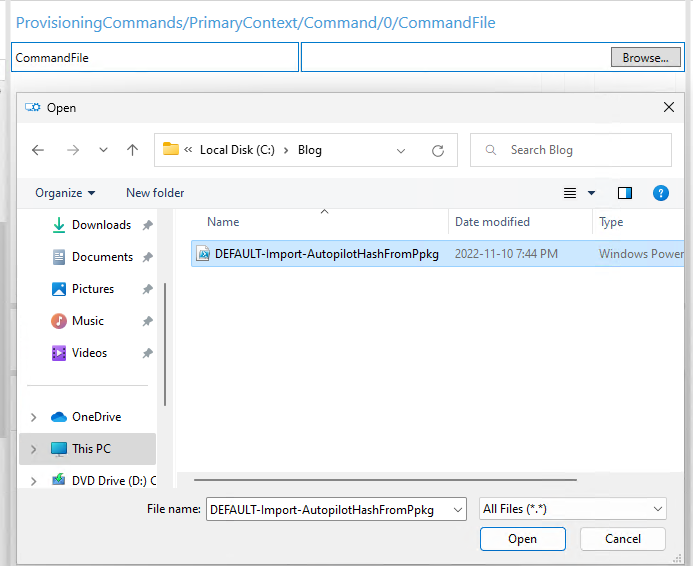 ProvisioningCommands/PrimaryContext/Command/0/CommandFile
CommandFile
Browse...
Open
Local Disk (C:) Blog
Search Blog
Organize
New folder
Downloads
Documents
Pictures
Music
Videos
OneDrive
This PC
DVD Drive (D:) C
Name Date modified Type
DEFAULT-Import-AutopilotHashFromPpkg 2022-11-10 7:44 PM Windows Power
File name: DEFAULT-Import-AutopilotHashFromPpkg All Files (*.*)
Open Cancel